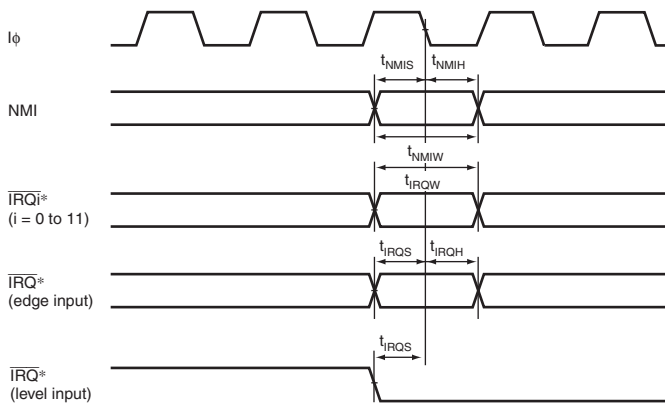 Iϕ
tNMIS tNMIH
NMI
tNMIW
tIRQW
IRQi*
(i = 0 to 11)
tIRQS tIRQH
IRQ*
(edge input)
tIRQS
IRQ*
(level input)